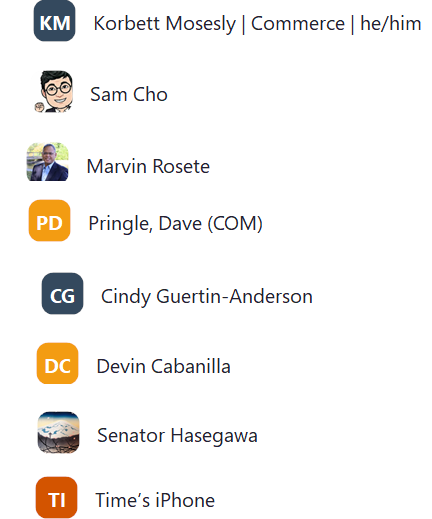 KM Korbett Mosesly | Commerce | he/him
Sam Cho
Marvin Rosete
PD Pringle, Dave (COM)
CG Cindy Guertin-Anderson
DC Devin Cabanilla
Senator Hasegawa
TI Time's iPhone